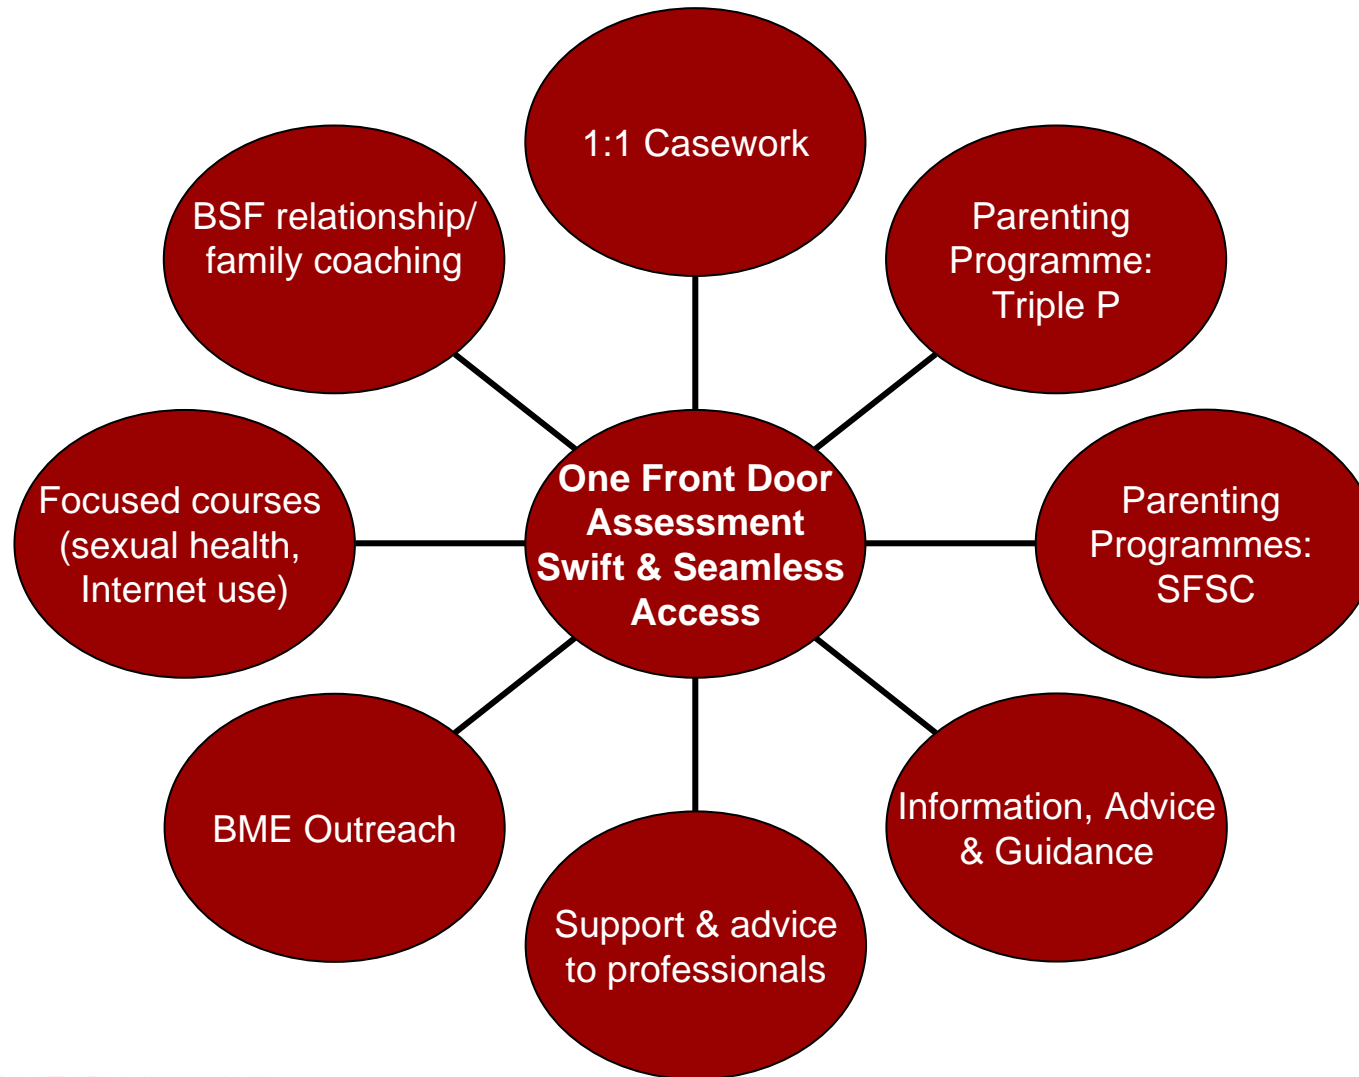 1:1 Casework
BSF relationship/
family coaching
Parenting
Programme:
Triple P
Focused courses
(sexual health,
Internet use)
One Front Door
Assessment
Swift & Seamless
Access
Parenting
Programmes:
SFSC
BME Outreach
Information, Advice
& Guidance
Support & advice
to professionals